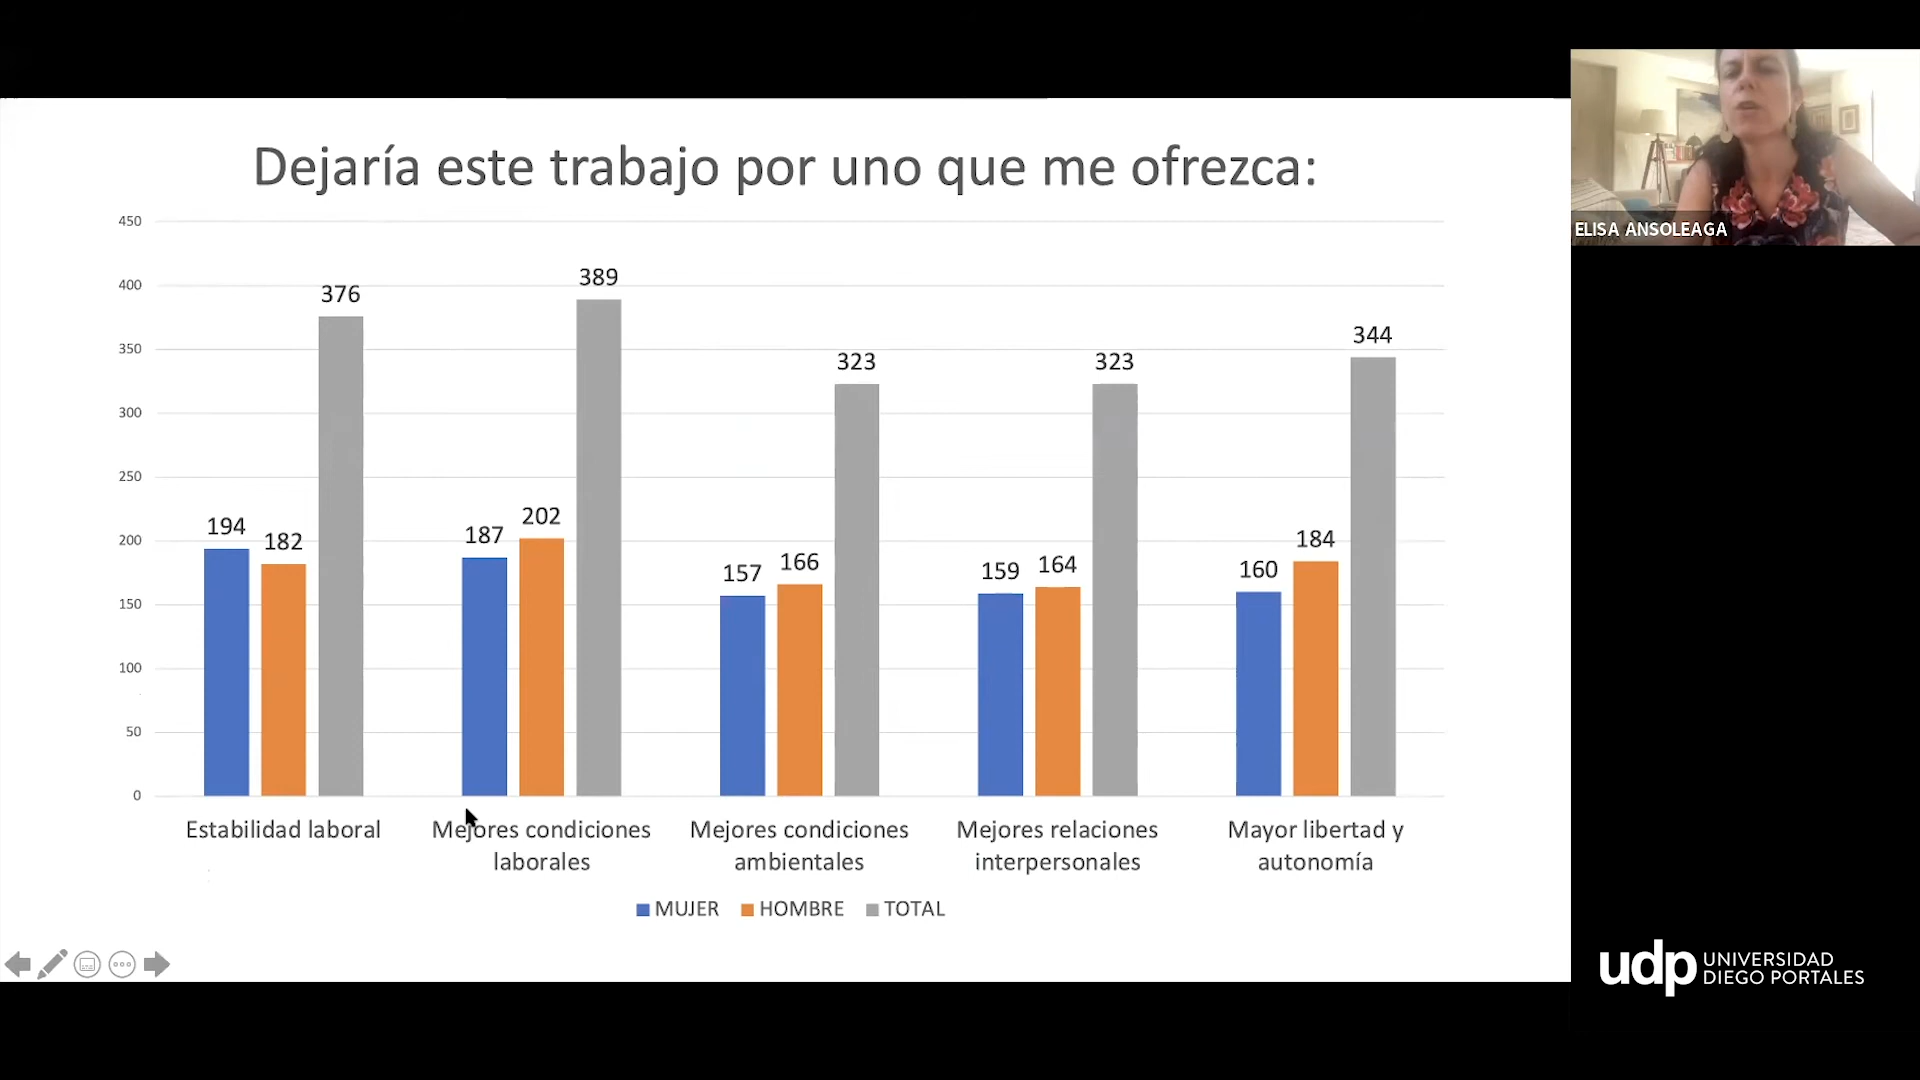 Dejaría este trabajo por uno que me ofrezca:
450
400
350
300
250
200
150
100
50
0
194
182
376
187
202
389
157
166
323
159
164
323
160
184
344
Estabilidad laboral
Mejores condiciones
laborales
Mejores condiciones
ambientales
Mejores relaciones
interpersonales
Mayor libertad y
autonomía
MUJER HOMBRE TOTAL
ELISA ANSOLEAGA
udp UNIVERSIDAD
DIEGO PORTALES